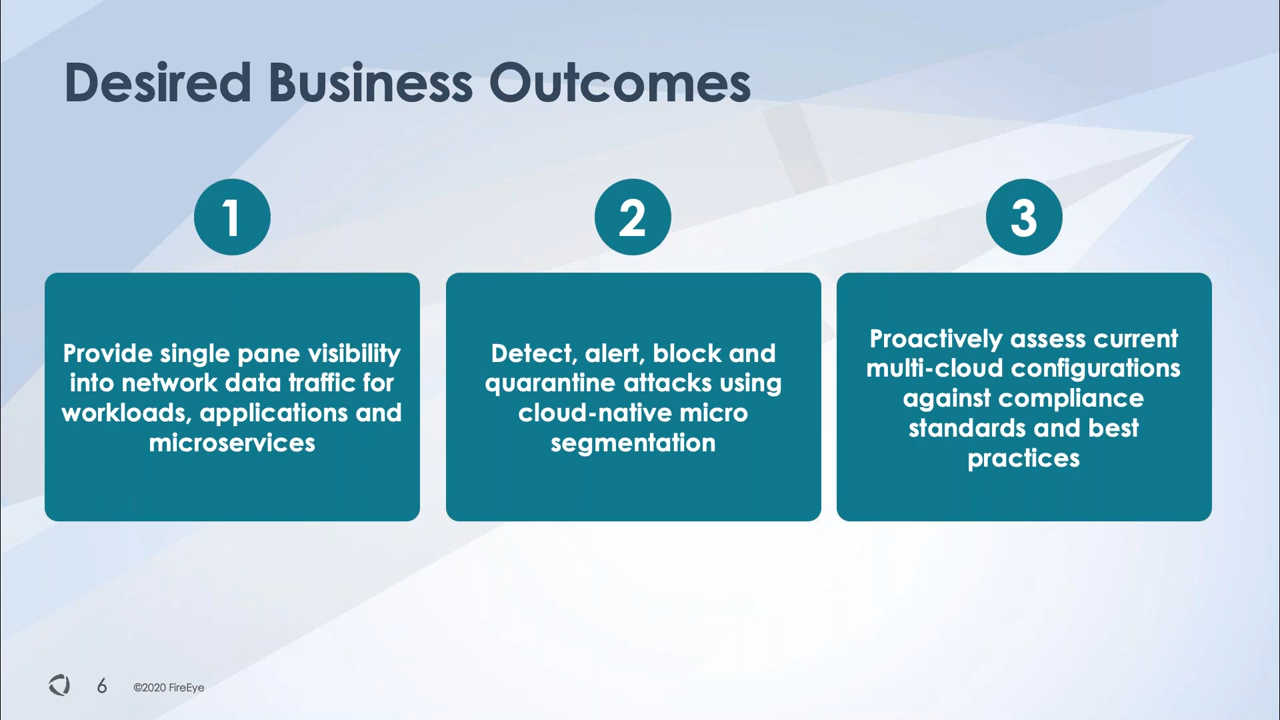 Desired Business Outcomes
1
Provide single pane visibility
into network data traffic for
workloads, applications and
microservices
2
Detect, alert, block and
quarantine attacks using
cloud-native micro
segmentation
3
Proactively assess current
multi-cloud configurations
against compliance
standards and best
practices
6
©2020 FireEye